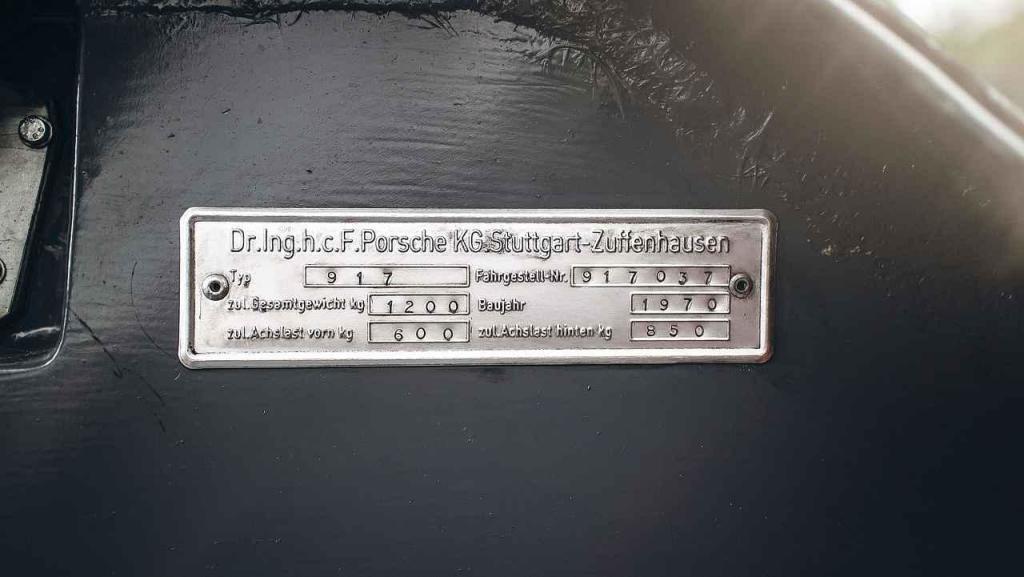 Dr.Ing.h.c.F.Porsche KG.Stuttgart-Zuffenhausen
Typ 917 Fahrgestell-Nr. 917037
zul.Gesamtgewicht kg 1200 Baujahr 1970
zul.Achslast vorn kg 600 zul.Achslast hinten kg 850